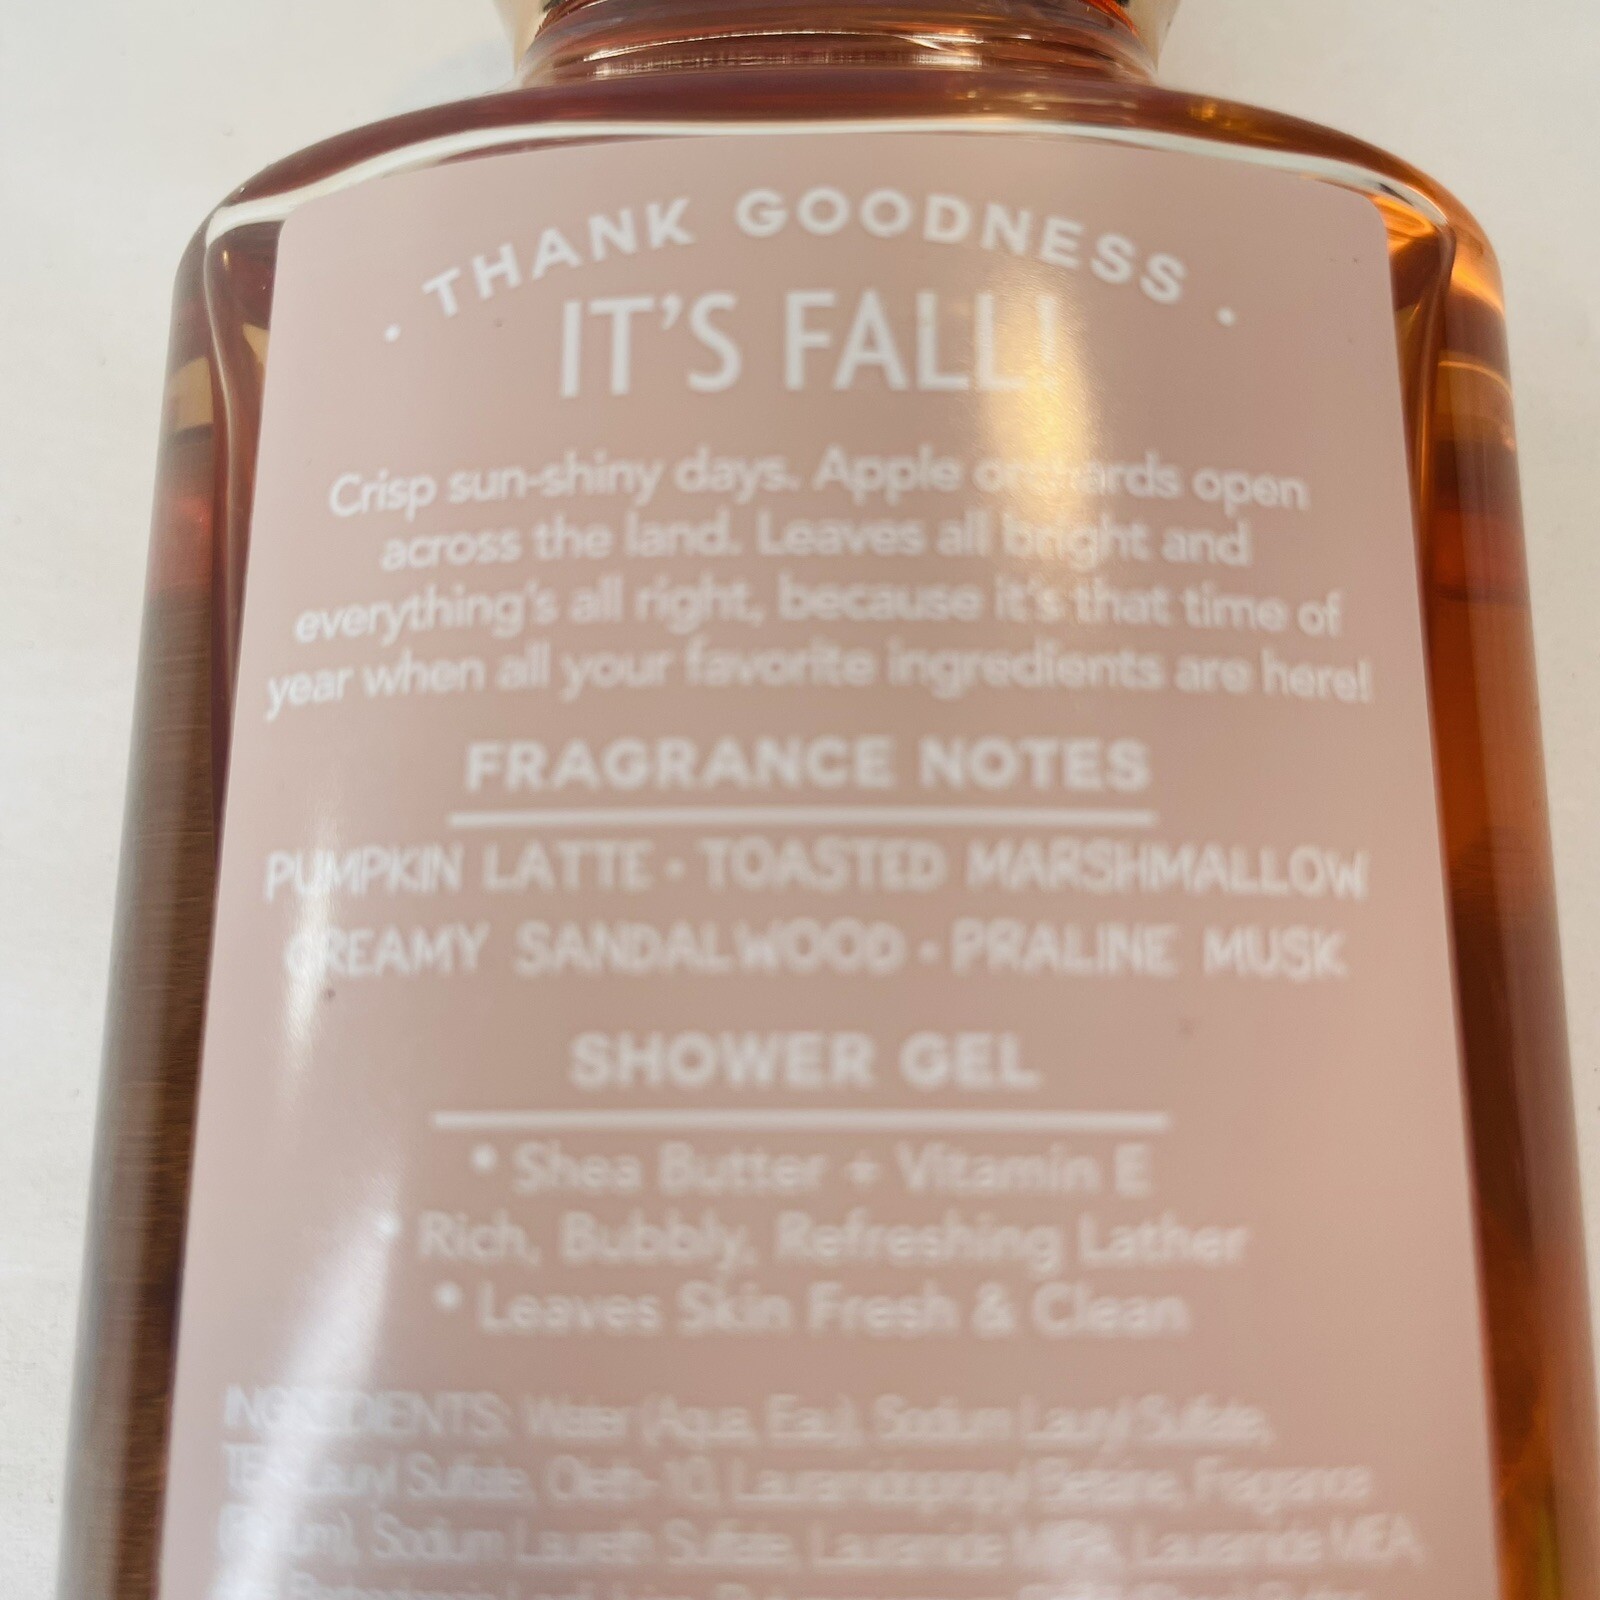 • THANK GOODNESS •
IT'S FALL!
Crisp sun-shiny days. Apple orchards open
across the land. Leaves all bright and
everything's all right, because it's that time of
year when all your favorite ingredients are here!
FRAGRANCE NOTES
PUMPKIN LATTE • TOASTED MARSHMALLOW
CREAMY SANDALWOOD • PRALINE MUSK
SHOWER GEL
• Shea Butter + Vitamin E
• Rich, Bubbly, Refreshing Lather
• Leaves Skin Fresh & Clean
INGREDIENTS: Water (Aqua, Eau), Sodium Lauryl Sulfate,
TEA-Lauryl Sulfate, Oleth-10, Lauramidopropyl Betaine, Fragrance
(Parfum), Sodium Laureth Sulfate, Lauramide MIPA, Lauramide MEA,